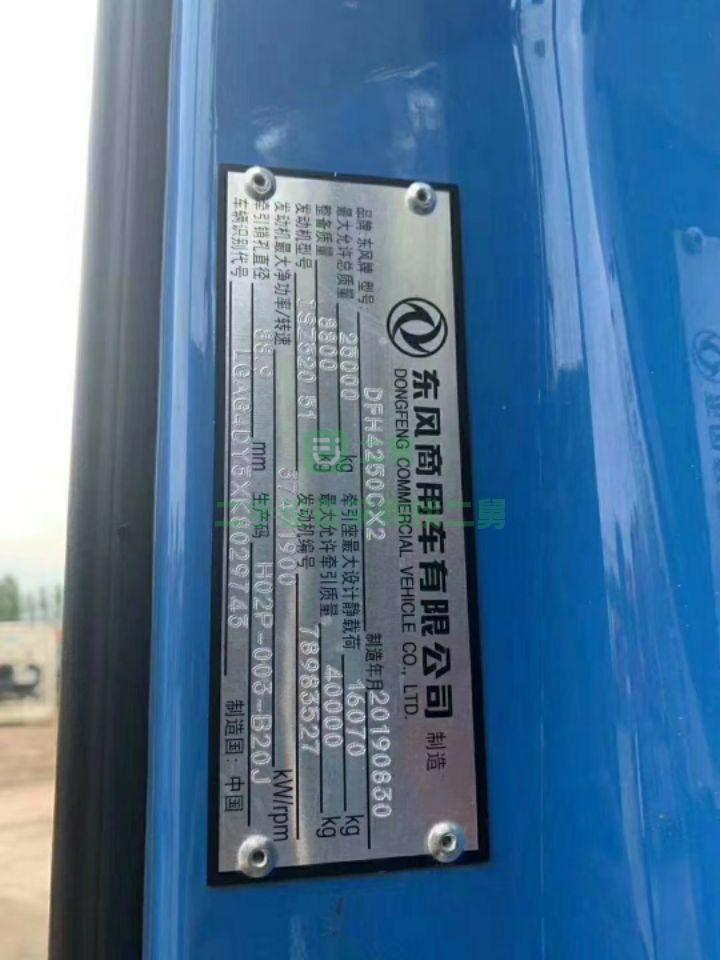 东风商用车有限公司 制造
DONGFENG COMMERCIAL VEHICLE CO., LTD.
品牌 东风牌 型号: DFH4250CX2 制造年月 20190830
最大允许总质量 25000 kg 牵引座最大设计静载荷 16070 kg
整备质量 8800 kg 最大允许牵引质量 40000 kg
发动机型号 ISZ520 51 发动机编号 78983527
发动机最大净功率/转速 1900 kW/rpm
牵引销孔直径 mm 生产码 H02P-003-B20J
车辆识别代号 制造国: 中国